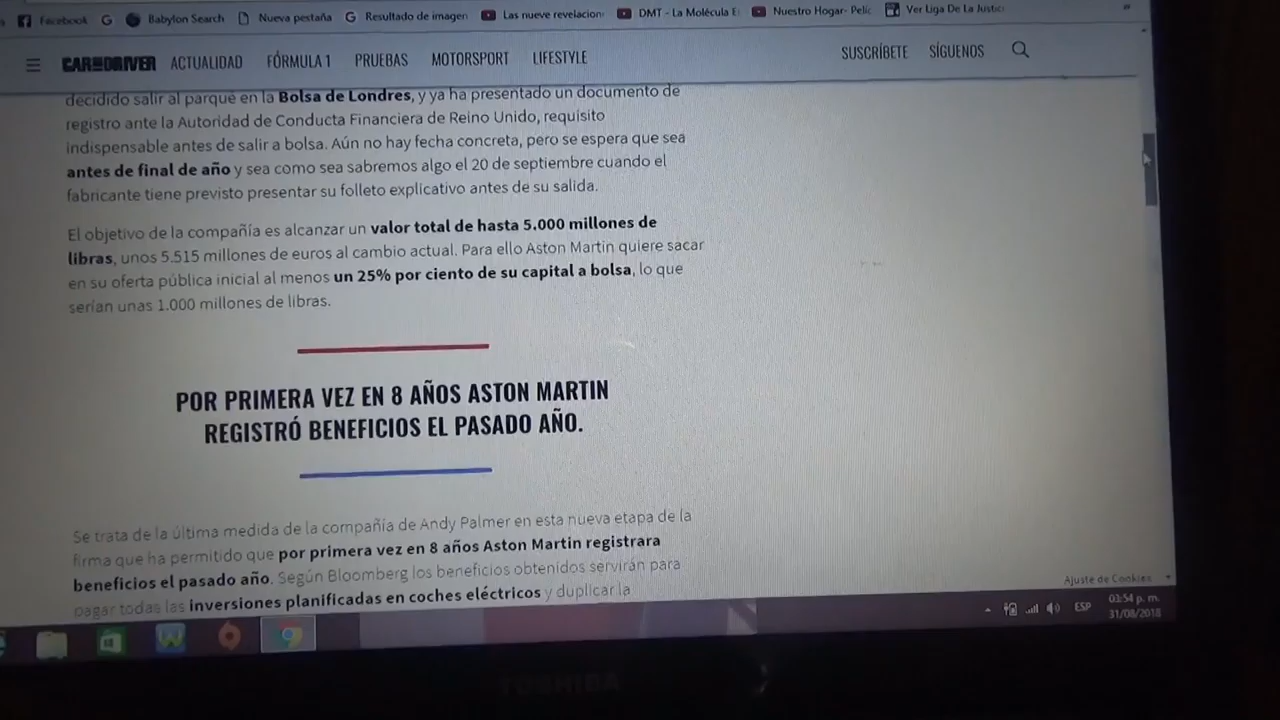 Facebook G Babylon Search Nueva pestaña G Resultado de imagen Las nueve revelacion DMT - La Molécula E Nuestro Hogar- Pelíc Ver Liga De La Justic
CAR AND DRIVER ACTUALIDAD FÓRMULA 1 PRUEBAS MOTORSPORT LIFESTYLE SUSCRÍBETE SÍGUENOS
decidido salir al parqué en la Bolsa de Londres, y ya ha presentado un documento de
registro ante la Autoridad de Conducta Financiera de Reino Unido, requisito
indispensable antes de salir a bolsa. Aún no hay fecha concreta, pero se espera que sea
antes de final de año y sea como sea sabremos algo el 20 de septiembre cuando el
fabricante tiene previsto presentar su folleto explicativo antes de su salida.
El objetivo de la compañía es alcanzar un valor total de hasta 5.000 millones de
libras, unos 5.515 millones de euros al cambio actual. Para ello Aston Martin quiere sacar
en su oferta pública inicial al menos un 25% por ciento de su capital a bolsa, lo que
serían unas 1.000 millones de libras.
POR PRIMERA VEZ EN 8 AÑOS ASTON MARTIN
REGISTRÓ BENEFICIOS EL PASADO AÑO.
Se trata de la última medida de la compañía de Andy Palmer en esta nueva etapa de la
firma que ha permitido que por primera vez en 8 años Aston Martin registrara
beneficios el pasado año. Según Bloomberg los beneficios obtenidos servirán para
pagar todas las inversiones planificadas en coches eléctricos y duplicar la
Ajuste de Cookies
ESP 03:54 p. m.
31/08/2018
TOSHIBA